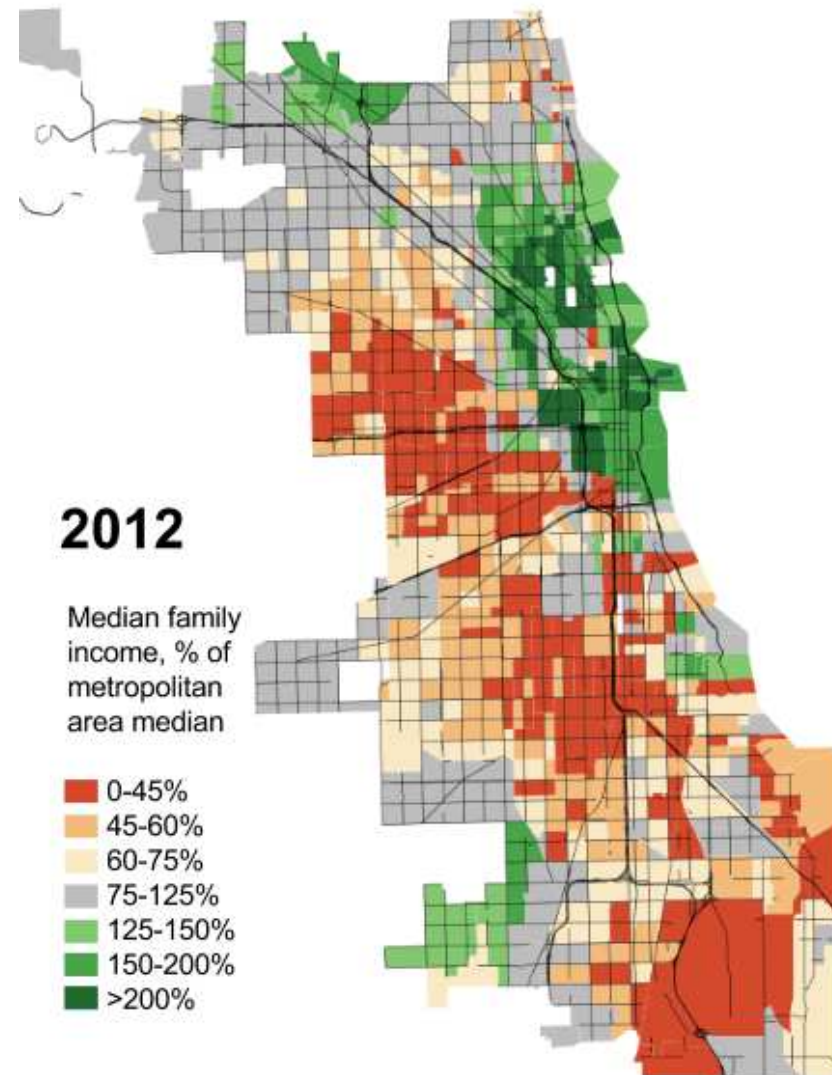 2012
Median family
income, % of
metropolitan
area median
0-45%
45-60%
60-75%
75-125%
125-150%
150-200%
>200%